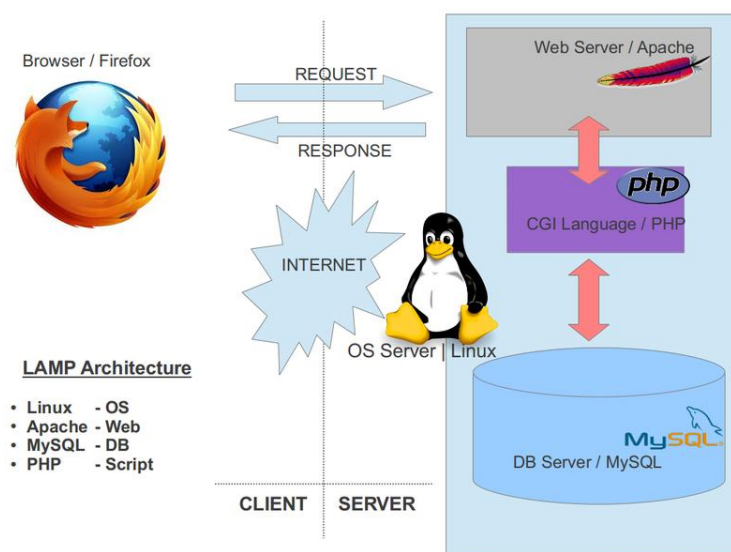 Browser / Firefox
REQUEST
RESPONSE
INTERNET
Web Server / Apache
php
CGI Language / PHP
OS Server | Linux
MySQL
DB Server / MySQL
LAMP Architecture
• Linux - OS
• Apache - Web
• MySQL - DB
• PHP - Script
CLIENT SERVER